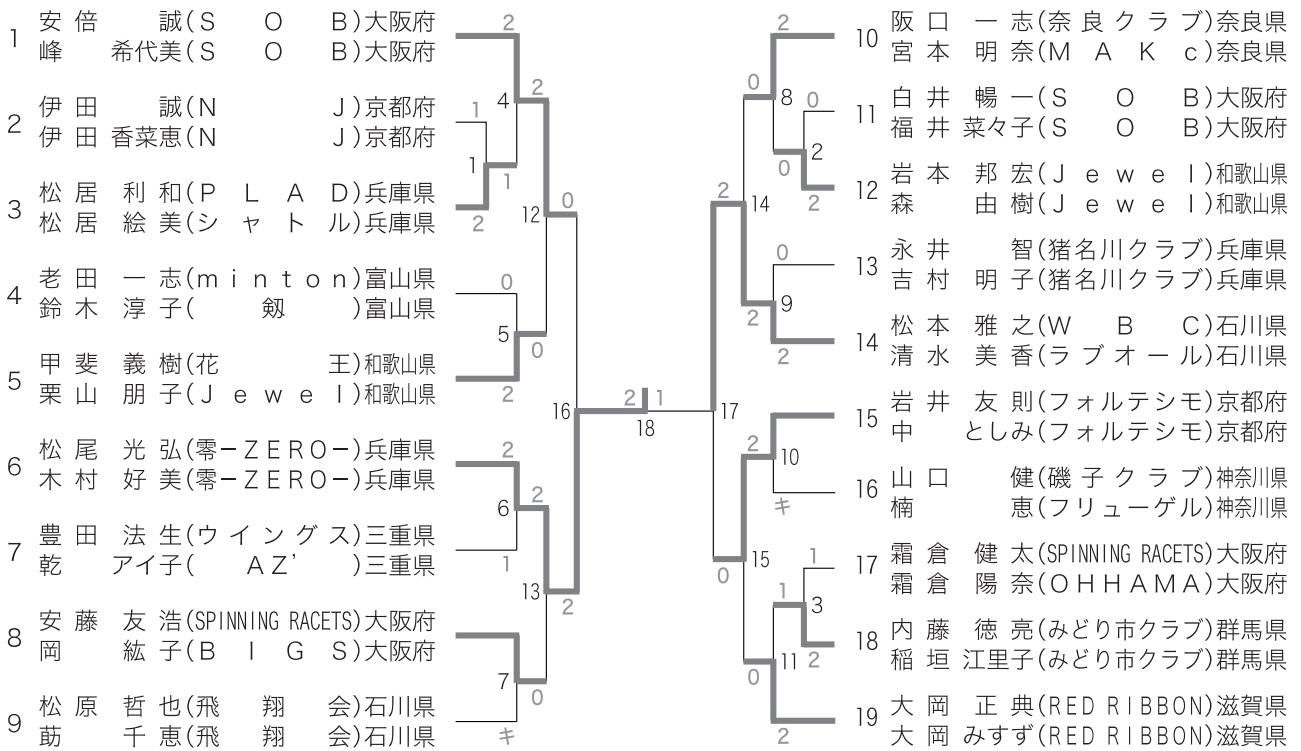 1
安倍 誠(SOB)大阪府
峰 希代美(SOB)大阪府
2
伊田 誠(NJ)京都府
伊田 香菜恵(NJ)京都府
3
松居 利和(PLAD)兵庫県
松居 絵美(シャトル)兵庫県
4
老田 一志(minton)富山県
鈴木 淳子(剱)富山県
5
甲斐 義樹(花王)和歌山県
栗山 朋子(Jewel)和歌山県
6
松尾 光弘(零−ZERO−)兵庫県
木村 好美(零−ZERO−)兵庫県
7
豊田 法生(ウイングス)三重県
乾 アイ子(AZ’)三重県
8
安藤 友浩(SPINNING RACETS)大阪府
岡 紘子(BIGS)大阪府
9
松原 哲也(飛翔会)石川県
莇 千恵(飛翔会)石川県
2
1
2
0
2
2
1
キ
1
4
1
5
6
7
2
0
2
0
12
13
0
2
16
2 1
18
17
2
0
14
15
0
2
2
0
8
9
10
11
2
0
0
2
1
2
1
3
2
0
2
キ
1
2
2
10
阪口 一志(奈良クラブ)奈良県
宮本 明奈(MAKc)奈良県
11
白井 暢一(SOB)大阪府
福井 菜々子(SOB)大阪府
12
岩本 邦宏(Jewel)和歌山県
森 由樹(Jewel)和歌山県
13
永井 智(猪名川クラブ)兵庫県
吉村 明子(猪名川クラブ)兵庫県
14
松本 雅之(WBC)石川県
清水 美香(ラブオール)石川県
15
岩井 友則(フォルテシモ)京都府
中 としみ(フォルテシモ)京都府
16
山口 健(磯子クラブ)神奈川県
楠 恵(フリューゲル)神奈川県
17
霜倉 健太(SPINNING RACETS)大阪府
霜倉 陽奈(OHHAMA)大阪府
18
内藤 徳亮(みどり市クラブ)群馬県
稲垣 江里子(みどり市クラブ)群馬県
19
大岡 正典(RED RIBBON)滋賀県
大岡 みすず(RED RIBBON)滋賀県